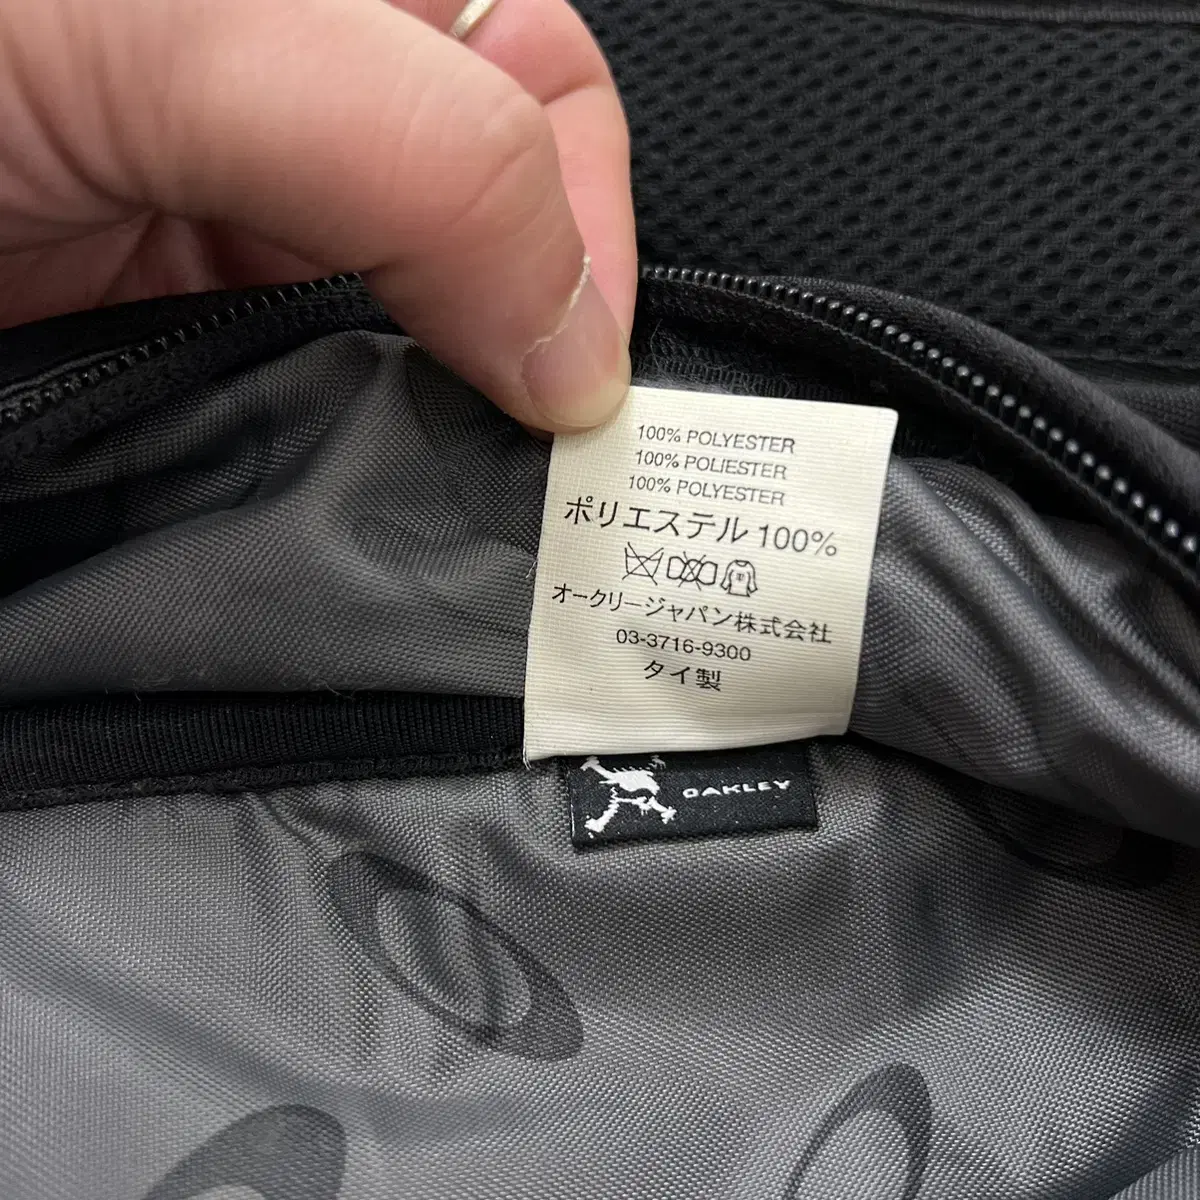 100% POLYESTER
100% POLIESTER
100% POLYESTER
ポリエステル 100%
オークリージャパン株式会社
03-3716-9300
タイ製
OAKLEY